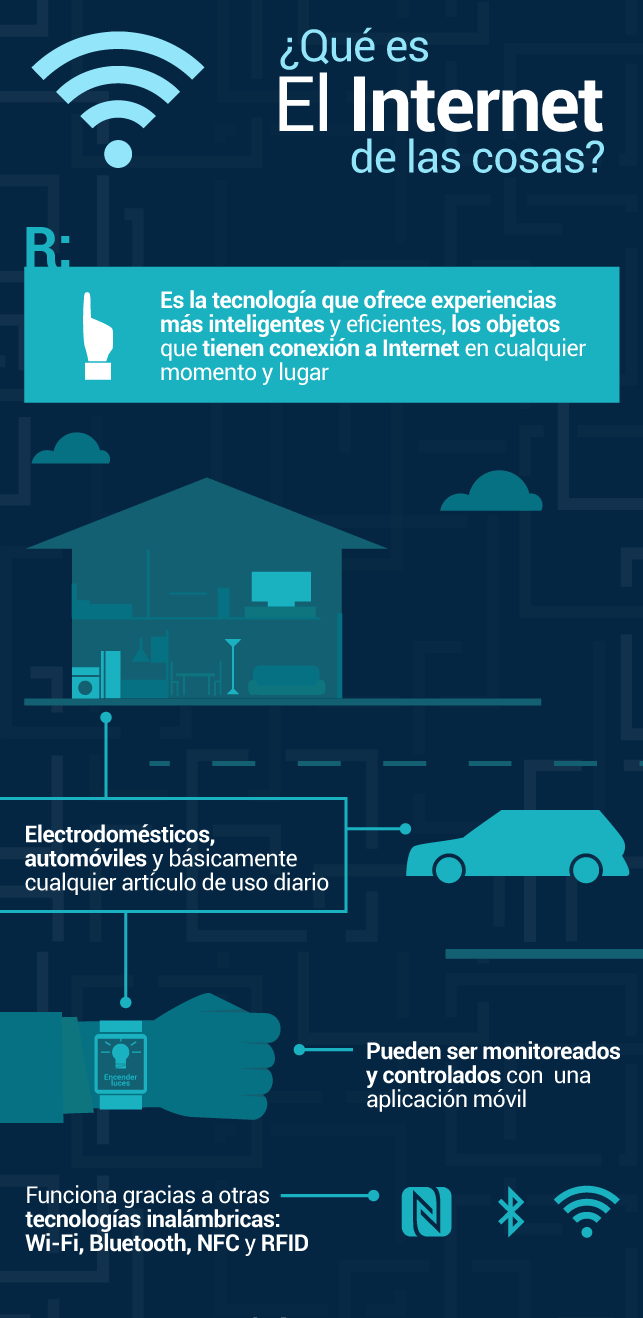 ¿Qué es
El Internet
de las cosas?
R:
Es la tecnología que ofrece experiencias
más inteligentes y eficientes, los objetos
que tienen conexión a Internet en cualquier
momento y lugar
Electrodomésticos,
automóviles y básicamente
cualquier artículo de uso diario
Encender
luces
Pueden ser monitoreados
y controlados con una
aplicación móvil
Funciona gracias a otras
tecnologías inalámbricas:
Wi-Fi, Bluetooth, NFC y RFID